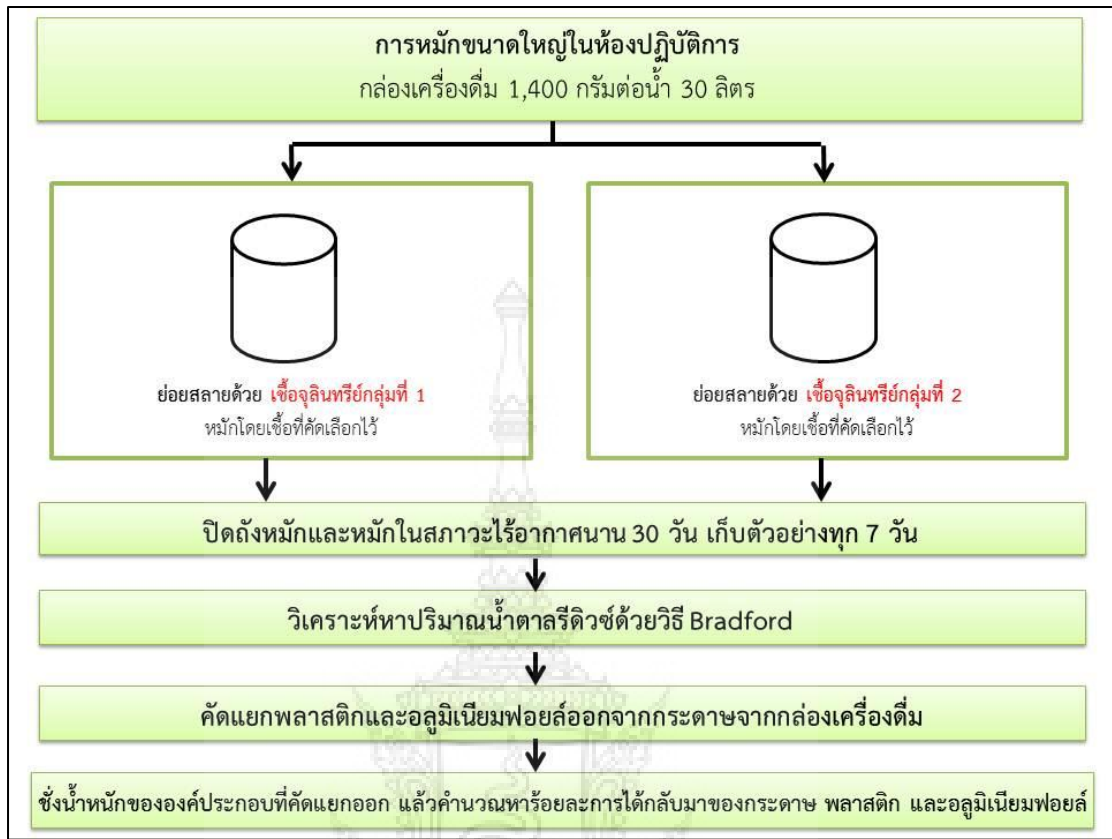 การหมักขนาดใหญ่ในห้องปฏิบัติการ
กล่องเครื่องดื่ม 1,400 กรัมต่อน้ำ 30 ลิตร
ย่อยสลายด้วย เชื้อจุลินทรีย์กลุ่มที่ 1
หมักโดยเชื้อที่คัดเลือกไว้
ย่อยสลายด้วย เชื้อจุลินทรีย์กลุ่มที่ 2
หมักโดยเชื้อที่คัดเลือกไว้
ปิดถังหมักและหมักในสภาวะไร้อากาศนาน 30 วัน เก็บตัวอย่างทุก 7 วัน
วิเคราะห์หาปริมาณน้ำตาลรีดิวซ์ด้วยวิธี Bradford
คัดแยกพลาสติกและอลูมิเนียมฟอยล์ออกจากกระดาษจากกล่องเครื่องดื่ม
ชั่งน้ำหนักขององค์ประกอบที่คัดแยกออก แล้วคำนวณหาร้อยละการได้กลับมาของกระดาษ พลาสติก และอลูมิเนียมฟอยล์